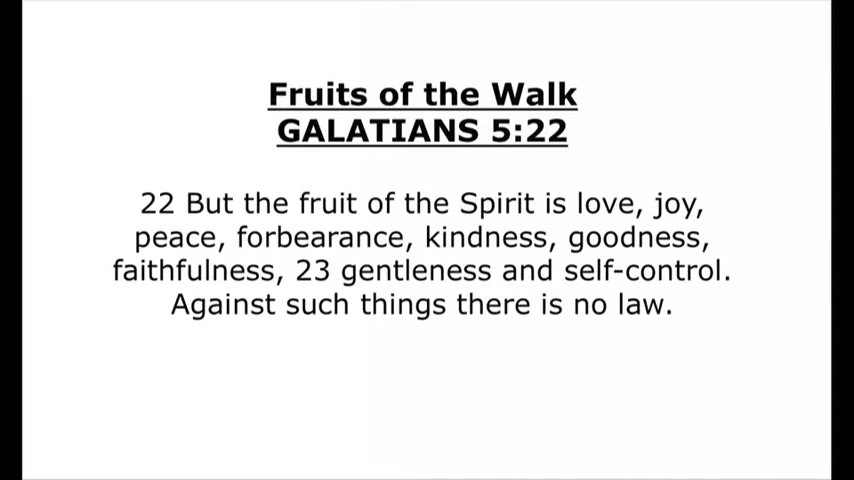 Fruits of the Walk
GALATIANS 5:22
22 But the fruit of the Spirit is love, joy,
peace, forbearance, kindness, goodness,
faithfulness, 23 gentleness and self-control.
Against such things there is no law.